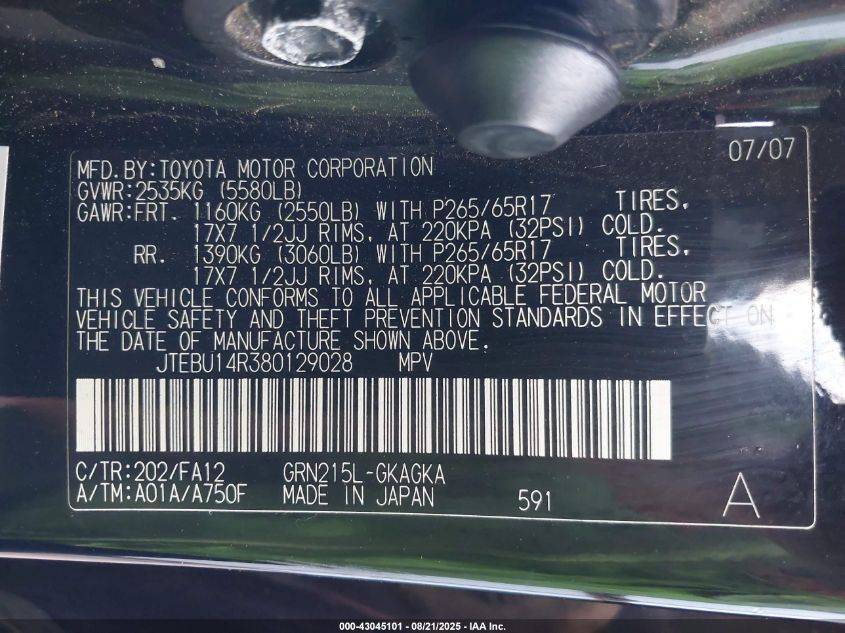 07/07
MFD.BY:TOYOTA MOTOR CORPORATION
GVWR:2535KG (5580LB)
GAWR:FRT. 1160KG (2550LB) WITH P265/65R17 TIRES,
17X7 1/2JJ RIMS, AT 220KPA (32PSI) COLD.
RR. 1390KG (3060LB) WITH P265/65R17 TIRES,
17X7 1/2JJ RIMS, AT 220KPA (32PSI) COLD.
THIS VEHICLE CONFORMS TO ALL APPLICABLE FEDERAL MOTOR
VEHICLE SAFETY AND THEFT PREVENTION STANDARDS IN EFFECT ON
THE DATE OF MANUFACTURE SHOWN ABOVE.
JTEBU14R380129028 MPV
C/TR:202/FA12 GRN215L-GKAGKA
A/TM:A01A/A750F MADE IN JAPAN 591 A
000-43045101 - 08/21/2025 - IAA Inc.